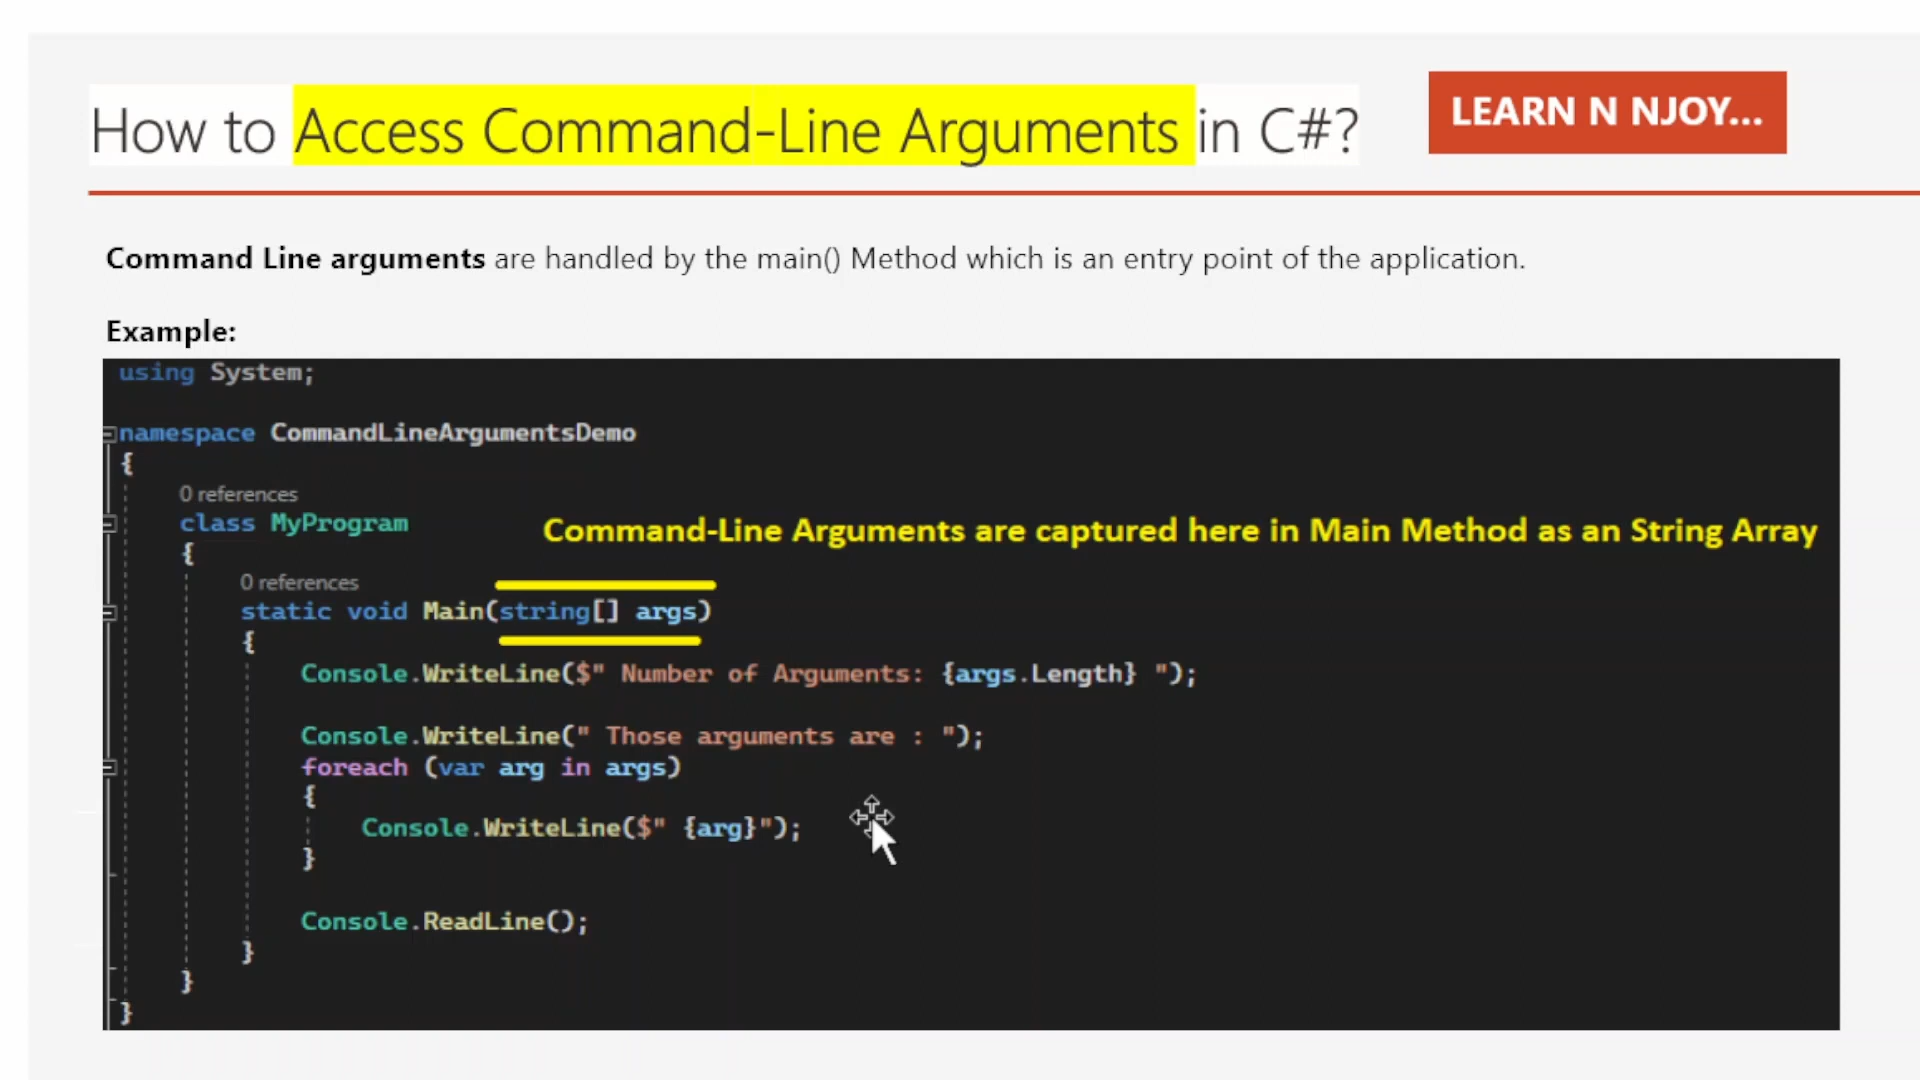 How to Access Command-Line Arguments in C#?
LEARN N NJOY...
Command Line arguments are handled by the main() Method which is an entry point of the application.
Example:
using System;
namespace CommandLineArgumentsDemo
{
0 references
class MyProgram
Command-Line Arguments are captured here in Main Method as an String Array
{
0 references
static void Main(string[] args)
{
Console.WriteLine($" Number of Arguments: {args.Length} ");
Console.WriteLine(" Those arguments are : ");
foreach (var arg in args)
{
Console.WriteLine($" {arg}");
}
Console.ReadLine();
}
}
}